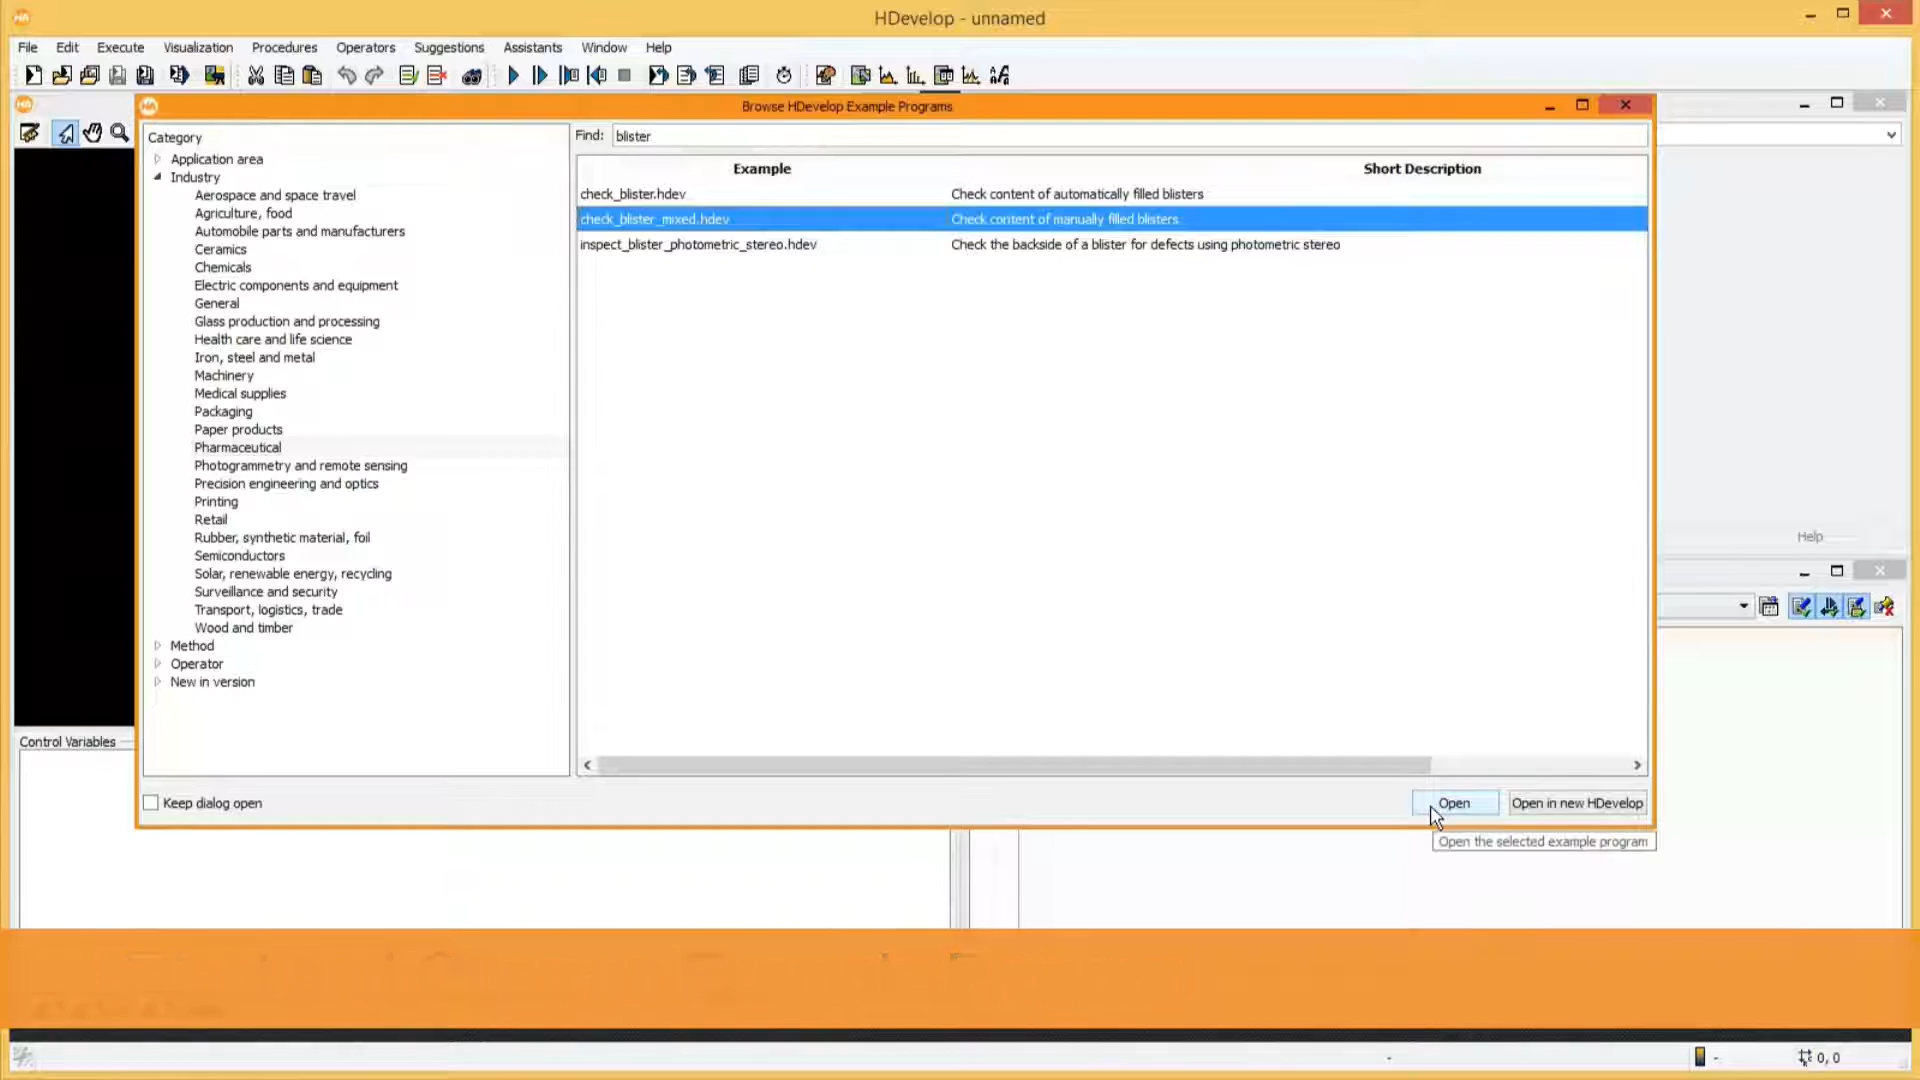 HDevelop - unnamed
File Edit Execute Visualization Procedures Operators Suggestions Assistants Window Help
Browse HDevelop Example Programs
Category
Application area
Industry
Aerospace and space travel
Agriculture, food
Automobile parts and manufacturers
Ceramics
Chemicals
Electric components and equipment
General
Glass production and processing
Health care and life science
Iron, steel and metal
Machinery
Medical supplies
Packaging
Paper products
Pharmaceutical
Photogrammetry and remote sensing
Precision engineering and optics
Printing
Retail
Rubber, synthetic material, foil
Semiconductors
Solar, renewable energy, recycling
Surveillance and security
Transport, logistics, trade
Wood and timber
Method
Operator
New in version
Find: blister
Example Short Description
check_blister.hdev Check content of automatically filled blisters
check_blister_mixed.hdev Check content of manually filled blisters
inspect_blister_photometric_stereo.hdev Check the backside of a blister for defects using photometric stereo
Help
Control Variables
Keep dialog open
Open Open in new HDevelop
Open the selected example program
- - 0, 0